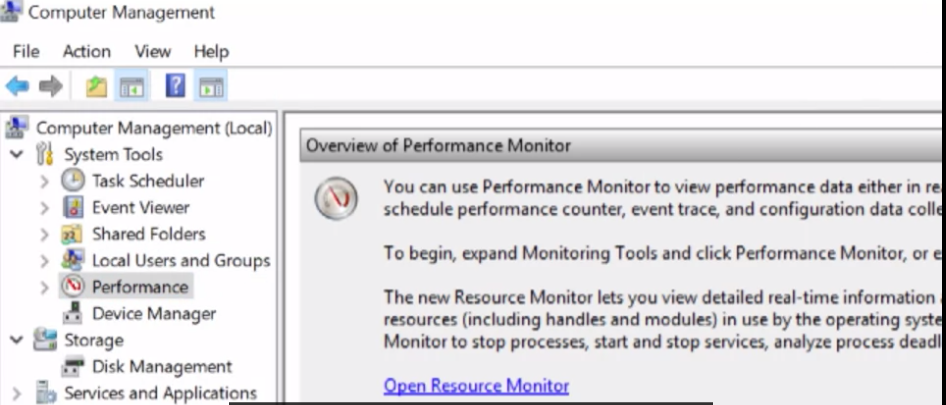 Computer Management
File Action View Help
Computer Management (Local)
System Tools
Task Scheduler
Event Viewer
Shared Folders
Local Users and Groups
Performance
Device Manager
Storage
Disk Management
Services and Applications
Overview of Performance Monitor
You can use Performance Monitor to view performance data either in
schedule performance counter, event trace, and configuration data
To begin, expand Monitoring Tools and click Performance Monitor, or
The new Resource Monitor lets you view detailed real-time information
resources (including handles and modules) in use by the operating
Monitor to stop processes, start and stop services, analyze process
Open Resource Monitor